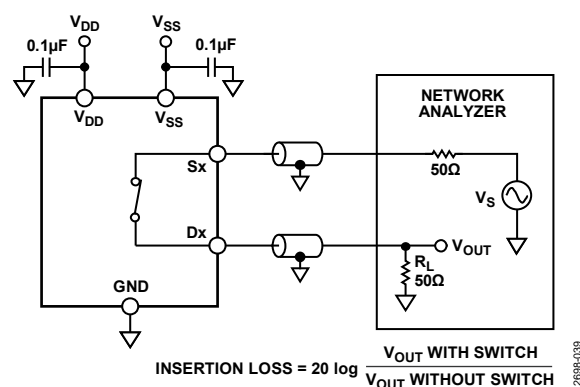 VDD
VSS
0.1µF
0.1µF
VDD
VSS
NETWORK
ANALYZER
Sx
50Ω
VS
Dx
VOUT
RL
50Ω
GND
INSERTION LOSS = 20 log
VOUT WITH SWITCH
VOUT WITHOUT SWITCH